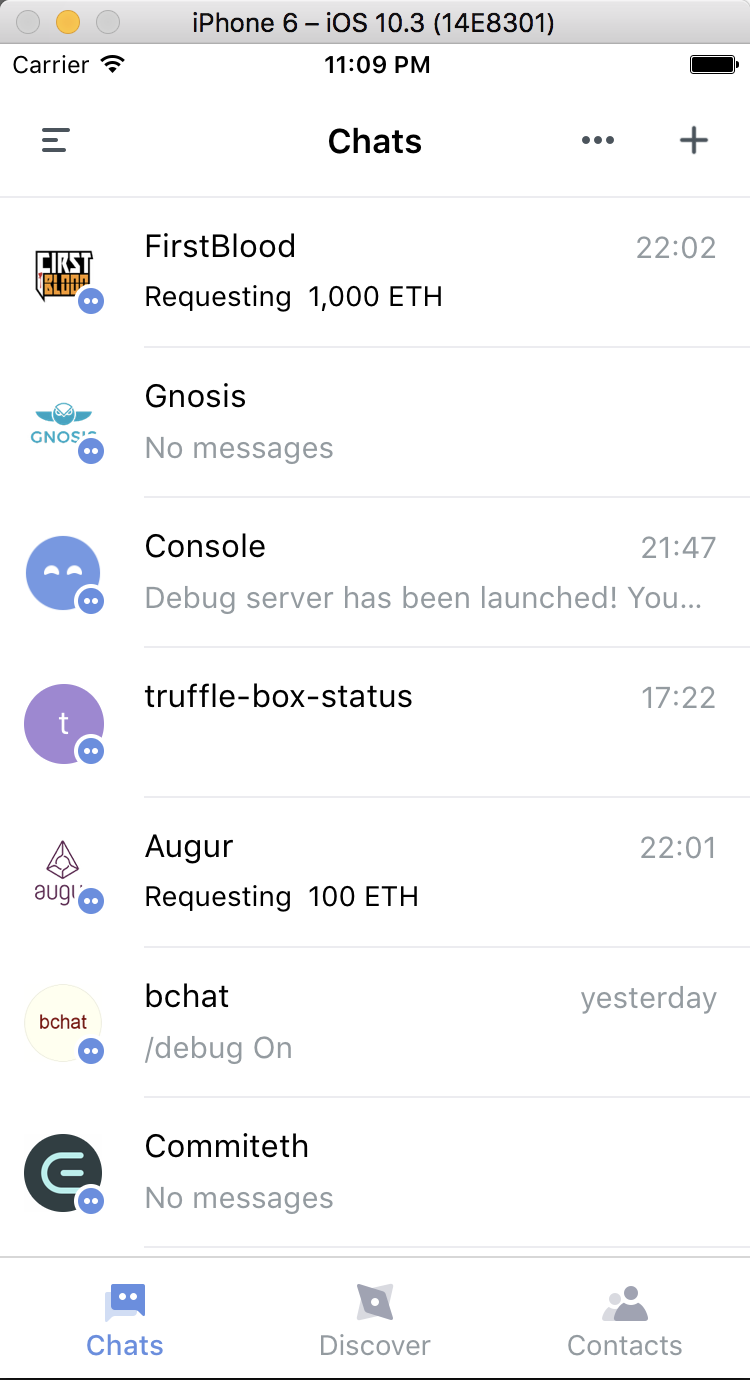 iPhone 6 – iOS 10.3 (14E8301)
Carrier 11:09 PM
Chats
FirstBlood 22:02
FIRST
BLOOD
Requesting 1,000 ETH
Gnosis
GNOSIS
No messages
Console 21:47
Debug server has been launched! You...
truffle-box-status 17:22
t
Augur 22:01
augu
Requesting 100 ETH
bchat yesterday
bchat
/debug On
Commiteth
No messages
Chats Discover Contacts